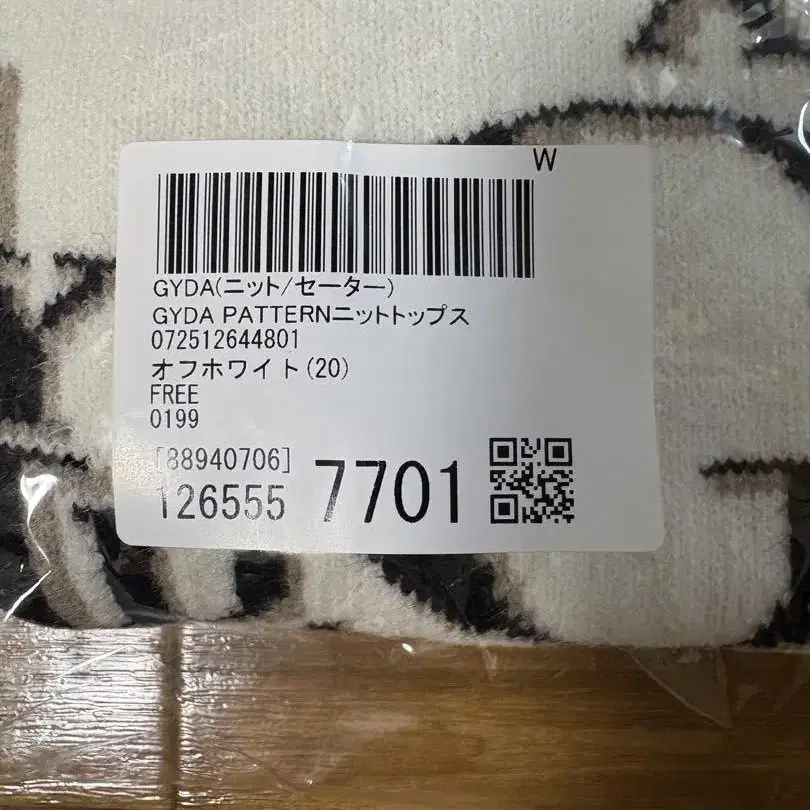 W
GYDA(ニット/セーター)
GYDA PATTERNニットトップス
072512644801
オフホワイト(20)
FREE
0199
[88940706]
126555 7701